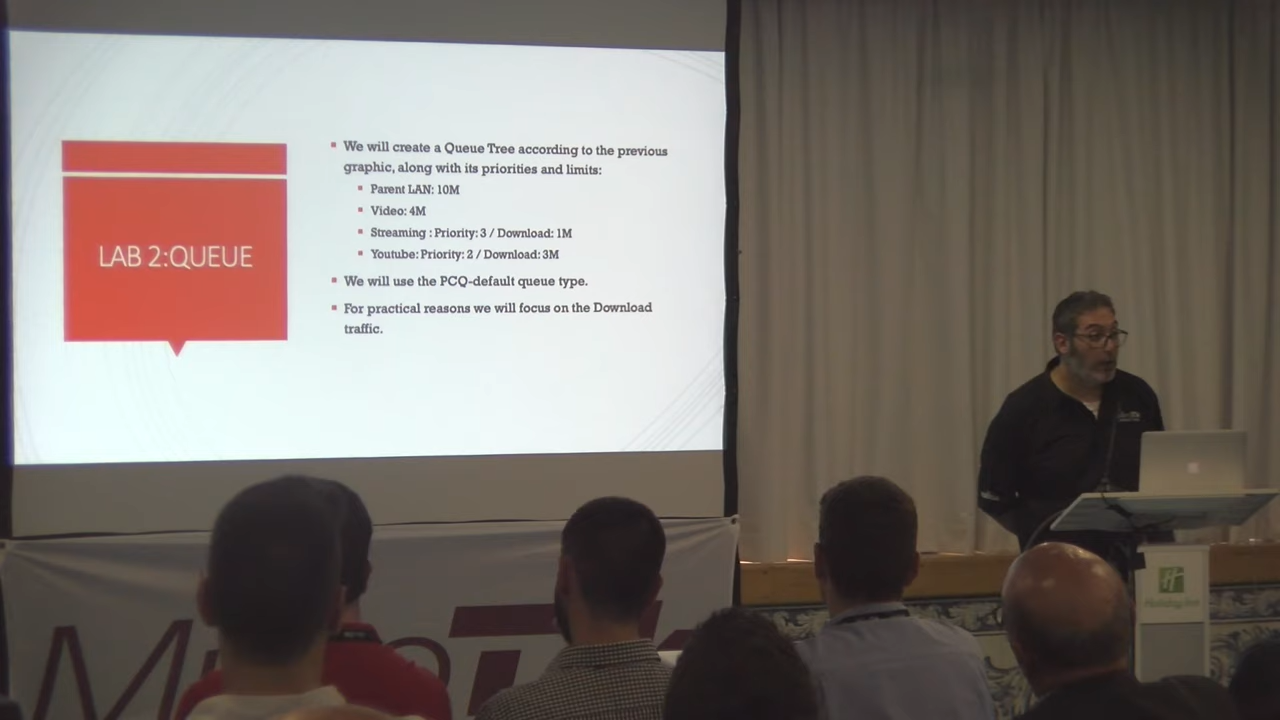 LAB 2:QUEUE
We will create a Queue Tree according to the previous
graphic, along with its priorities and limits:
Parent LAN: 10M
Video: 4M
Streaming : Priority: 3 / Download: 1M
Youtube: Priority: 2 / Download: 3M
We will use the PCQ-default queue type.
For practical reasons we will focus on the Download
traffic.
Holiday Inn